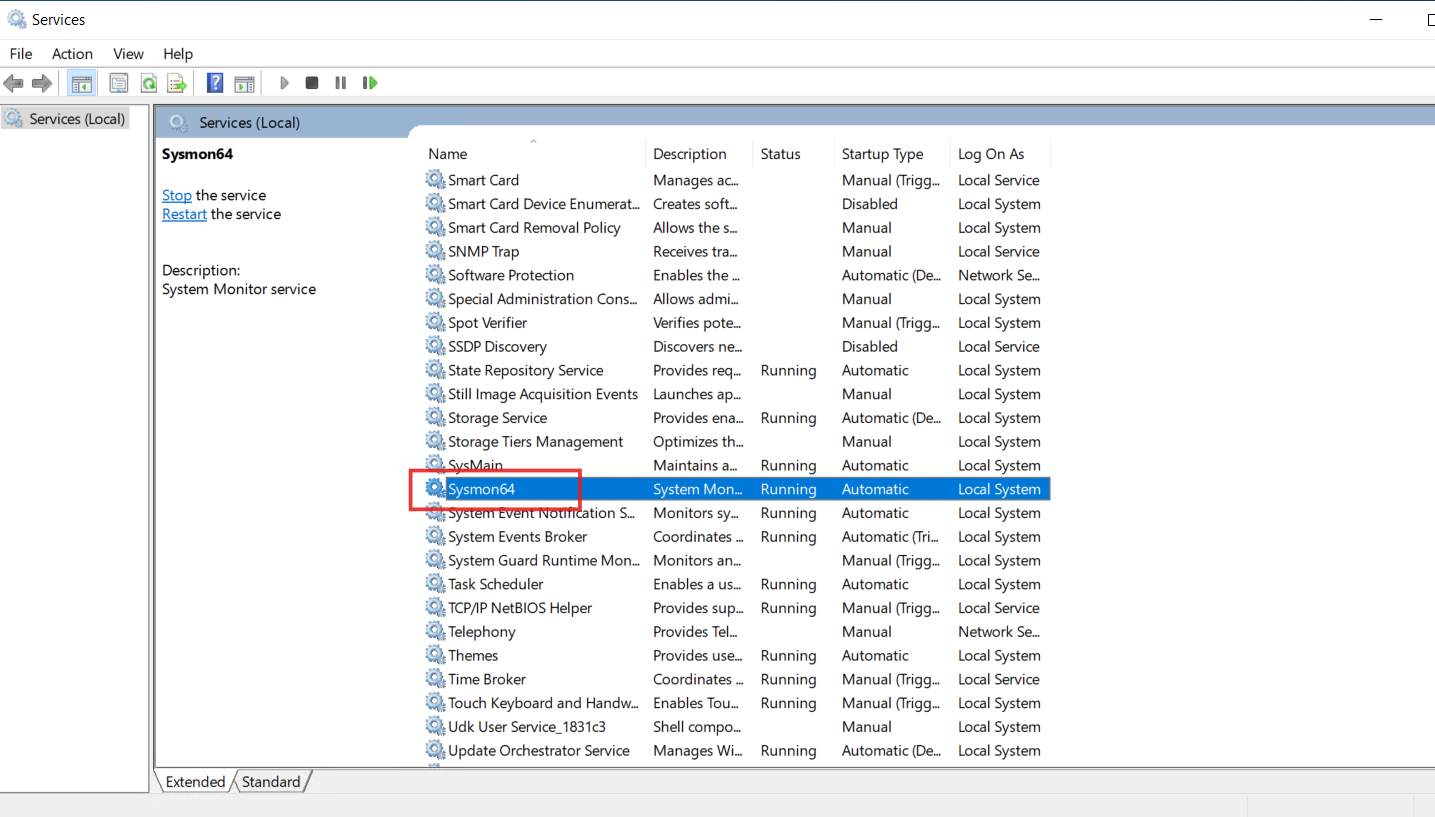 Services
File Action View Help
Services (Local)
Services (Local)
Sysmon64
Stop the service
Restart the service
Description:
System Monitor service
Name Description Status Startup Type Log On As
Smart Card Manages ac... Manual (Trigg... Local Service
Smart Card Device Enumerat... Creates soft... Disabled Local System
Smart Card Removal Policy Allows the s... Manual Local System
SNMP Trap Receives tra... Manual Local Service
Software Protection Enables the ... Automatic (De... Network Se...
Special Administration Cons... Allows admi... Manual Local System
Spot Verifier Verifies pote... Manual (Trigg... Local System
SSDP Discovery Discovers ne... Disabled Local Service
State Repository Service Provides req... Running Automatic Local System
Still Image Acquisition Events Launches ap... Manual Local System
Storage Service Provides ena... Running Automatic (De... Local System
Storage Tiers Management Optimizes th... Manual Local System
SysMain Maintains a... Running Automatic Local System
Sysmon64 System Mon... Running Automatic Local System
System Event Notification S... Monitors sy... Running Automatic Local System
System Events Broker Coordinates ... Running Automatic (Tri... Local System
System Guard Runtime Mon... Monitors an... Manual (Trigg... Local System
Task Scheduler Enables a us... Running Automatic Local System
TCP/IP NetBIOS Helper Provides sup... Running Manual (Trigg... Local Service
Telephony Provides Tel... Manual Network Se...
Themes Provides use... Running Automatic Local System
Time Broker Coordinates ... Running Manual (Trigg... Local Service
Touch Keyboard and Handw... Enables Tou... Running Manual (Trigg... Local System
Udk User Service_1831c3 Shell compo... Manual Local System
Update Orchestrator Service Manages Wi... Running Automatic (De... Local System
Extended Standard